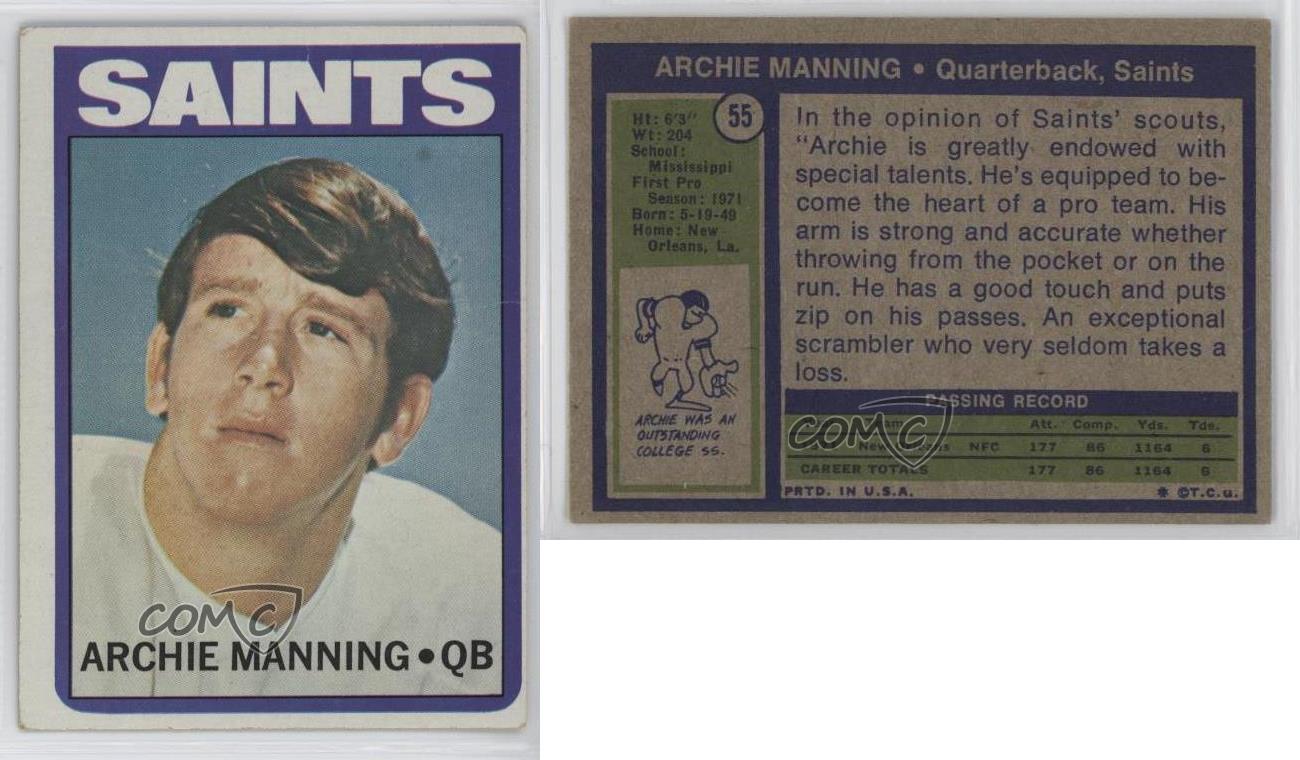 SAINTS
COMC
ARCHIE MANNING • QB
ARCHIE MANNING • Quarterback, Saints
55
Ht: 6'3"
Wt: 204
School:
Mississippi
First Pro
Season: 1971
Born: 5-19-49
Home: New
Orleans, La.
ARCHIE WAS AN
OUTSTANDING
COLLEGE SS.
In the opinion of Saints' scouts,
"Archie is greatly endowed with
special talents. He's equipped to be-
come the heart of a pro team. His
arm is strong and accurate whether
throwing from the pocket or on the
run. He has a good touch and puts
zip on his passes. An exceptional
scrambler who very seldom takes a
loss.
PASSING RECORD
COMC
Att. Comp. Yds. Tds.
NFC 177 86 1164 6
CAREER TOTALS 177 86 1164 6
PRTD. IN U.S.A. * ©T.C.G.